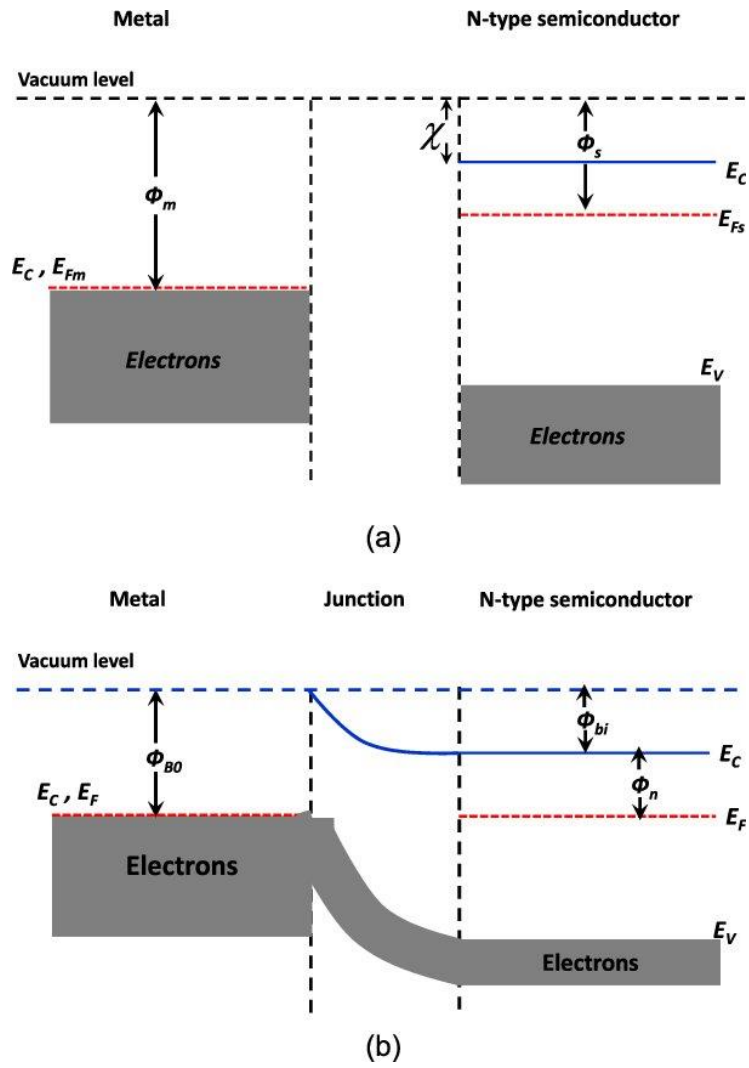 Metal N-type semiconductor
Vacuum level
χ
Φs
EC
Φm
EFs
EC , EFm
Electrons
EV
Electrons
(a)
Metal Junction N-type semiconductor
Vacuum level
Φbi
ΦB0
EC
Φn
EC , EF
EF
Electrons
EV
Electrons
(b)